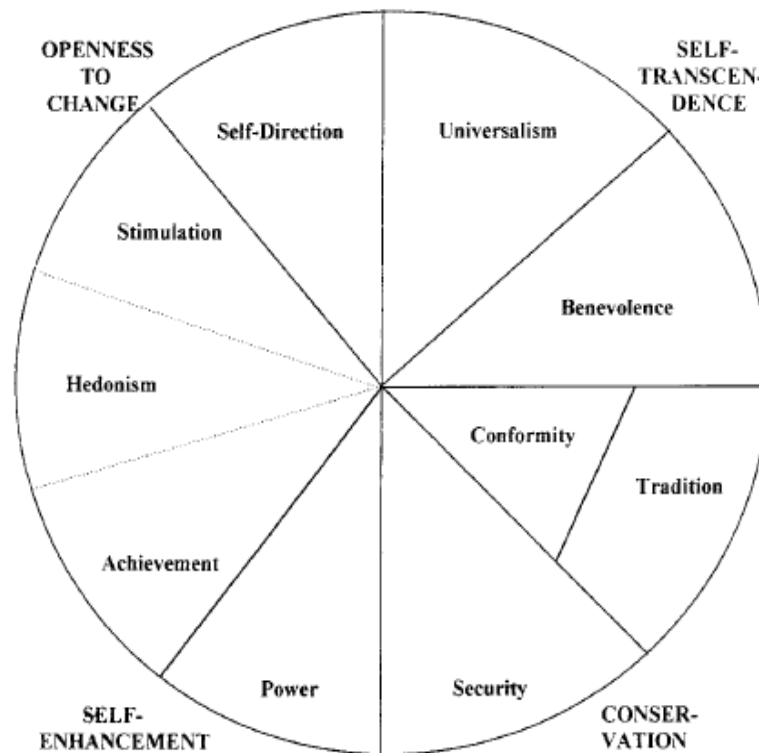 OPENNESS
TO
CHANGE
SELF-
TRANSCEN-
DENCE
Self-Direction
Universalism
Stimulation
Benevolence
Hedonism
Conformity
Tradition
Achievement
Power
Security
SELF-
ENHANCEMENT
CONSER-
VATION